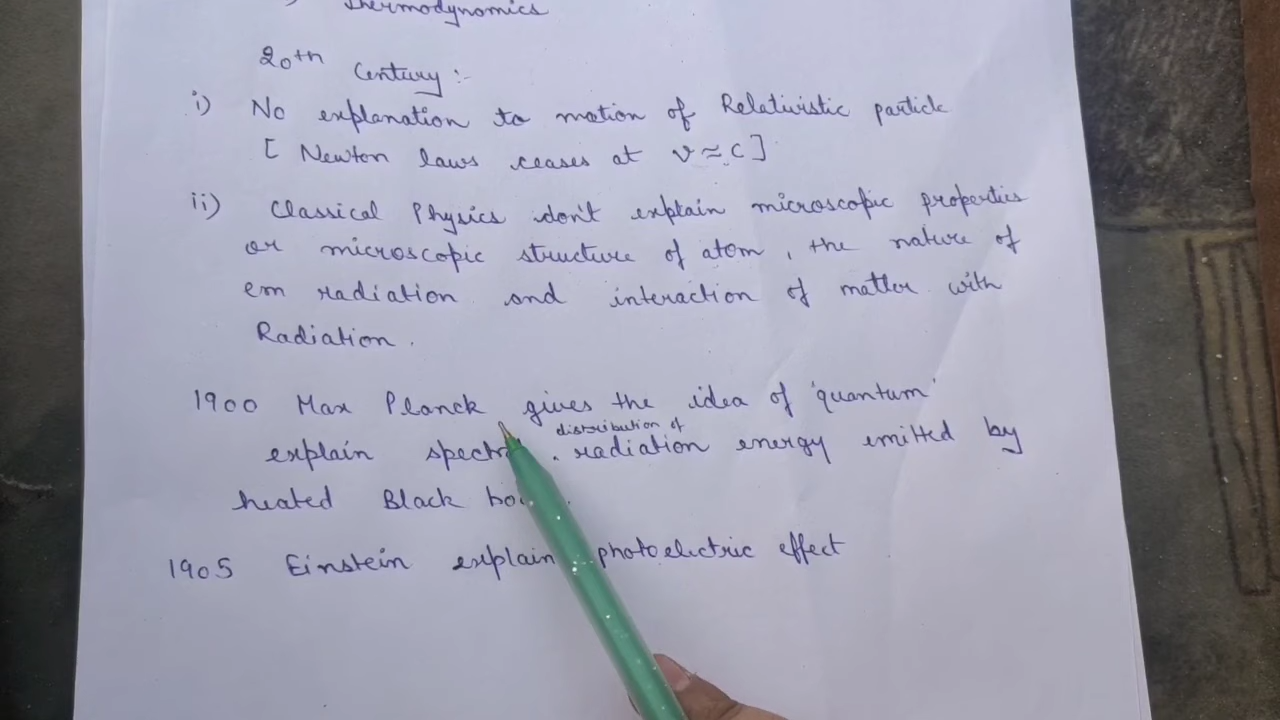 Thermodynamics
20th Century :-
i) No explanation to motion of Relativistic particle
[ Newton laws ceases at v ≈ c ]
ii) Classical Physics don't explain microscopic properties
or microscopic structure of atom, the nature of
em radiation and interaction of matter with
Radiation.
1900 Max Planck gives the idea of 'quantum'
distribution of
explain radiation energy emitted by
heated Black
1905 Einstein explain photoelectric effect